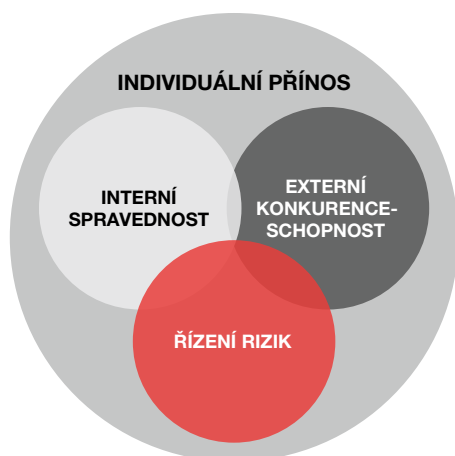 INDIVIDUÁLNÍ PŘÍNOS
INTERNÍ
SPRAVEDNOST
EXTERNÍ
KONKURENCE-
SCHOPNOST
ŘÍZENÍ RIZIK